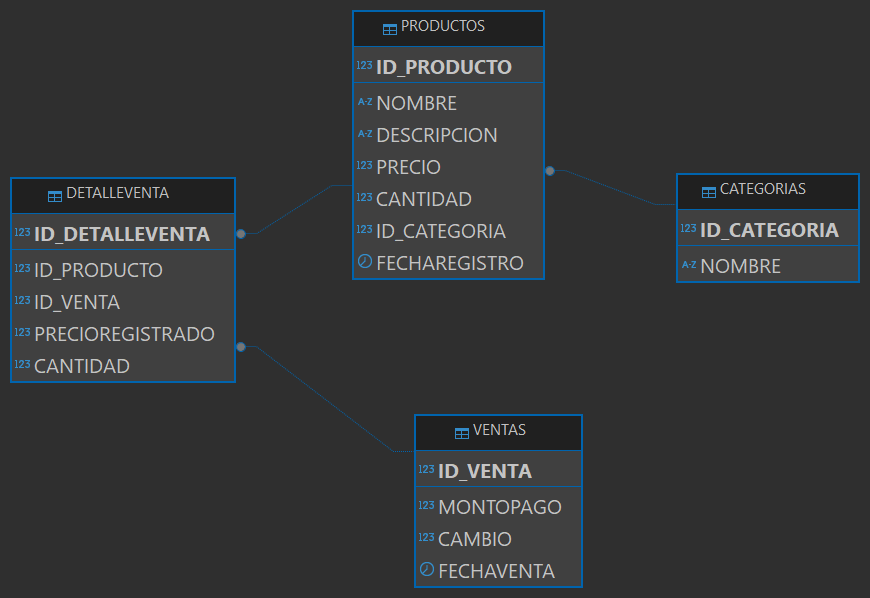 PRODUCTOS
123 ID_PRODUCTO
A-Z NOMBRE
A-Z DESCRIPCION
123 PRECIO
123 CANTIDAD
123 ID_CATEGORIA
FECHAREGISTRO
DETALLEVENTA
123 ID_DETALLEVENTA
123 ID_PRODUCTO
123 ID_VENTA
123 PRECIOREGISTRADO
123 CANTIDAD
CATEGORIAS
123 ID_CATEGORIA
A-Z NOMBRE
VENTAS
123 ID_VENTA
123 MONTOPAGO
123 CAMBIO
FECHAVENTA